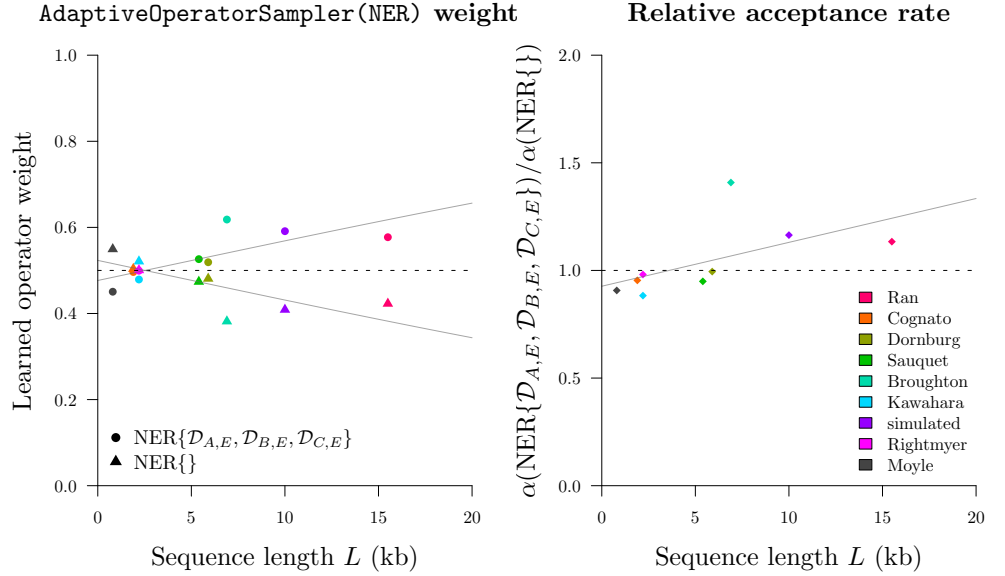 AdaptiveOperatorSampler(NER) weight
Learned operator weight
1.0
0.8
0.6
0.4
0.2
0.0
NER{𝒟_{A,E}, 𝒟_{B,E}, 𝒟_{C,E}}
NER{}
0 5 10 15 20
Sequence length L (kb)
Relative acceptance rate
α(NER{𝒟_{A,E}, 𝒟_{B,E}, 𝒟_{C,E}})/α(NER{})
2.0
1.5
1.0
0.5
0.0
Ran
Cognato
Dornburg
Sauquet
Broughton
Kawahara
simulated
Rightmyer
Moyle
0 5 10 15 20
Sequence length L (kb)